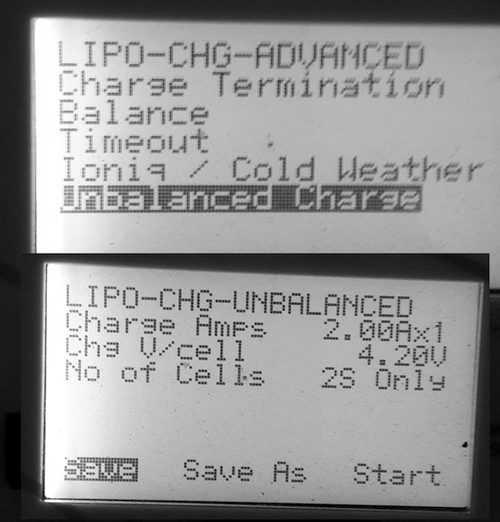 LIPO-CHG-ADVANCED
Charge Termination
Balance
Timeout
Ioniq / Cold Weather
Unbalanced Charge
LIPO-CHG-UNBALANCED
Charge Amps 2.00Ax1
Chg V/cell 4.20V
No of Cells 2S Only
Save Save As Start